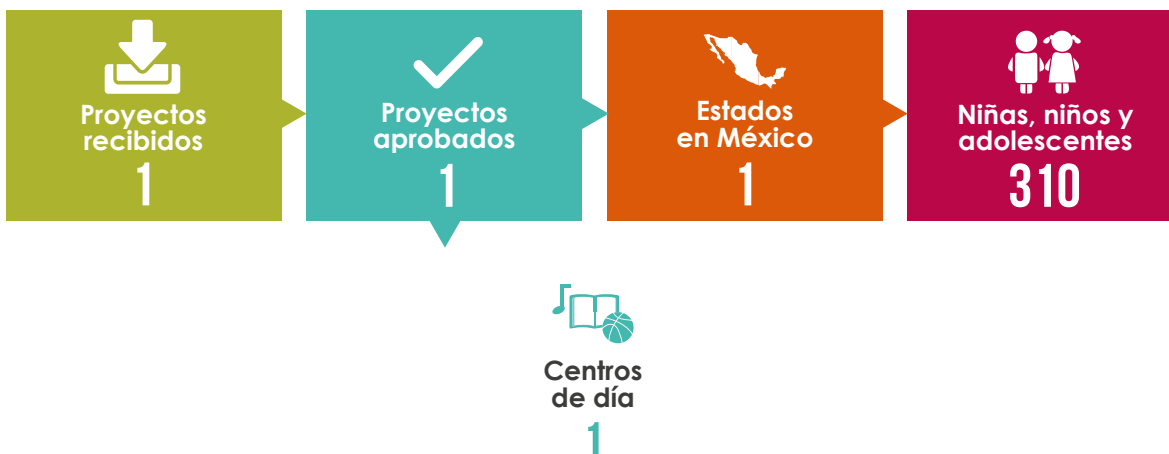 Proyectos
recibidos
1
Proyectos
aprobados
1
Estados
en México
1
Niñas, niños y
adolescentes
310
Centros
de día
1